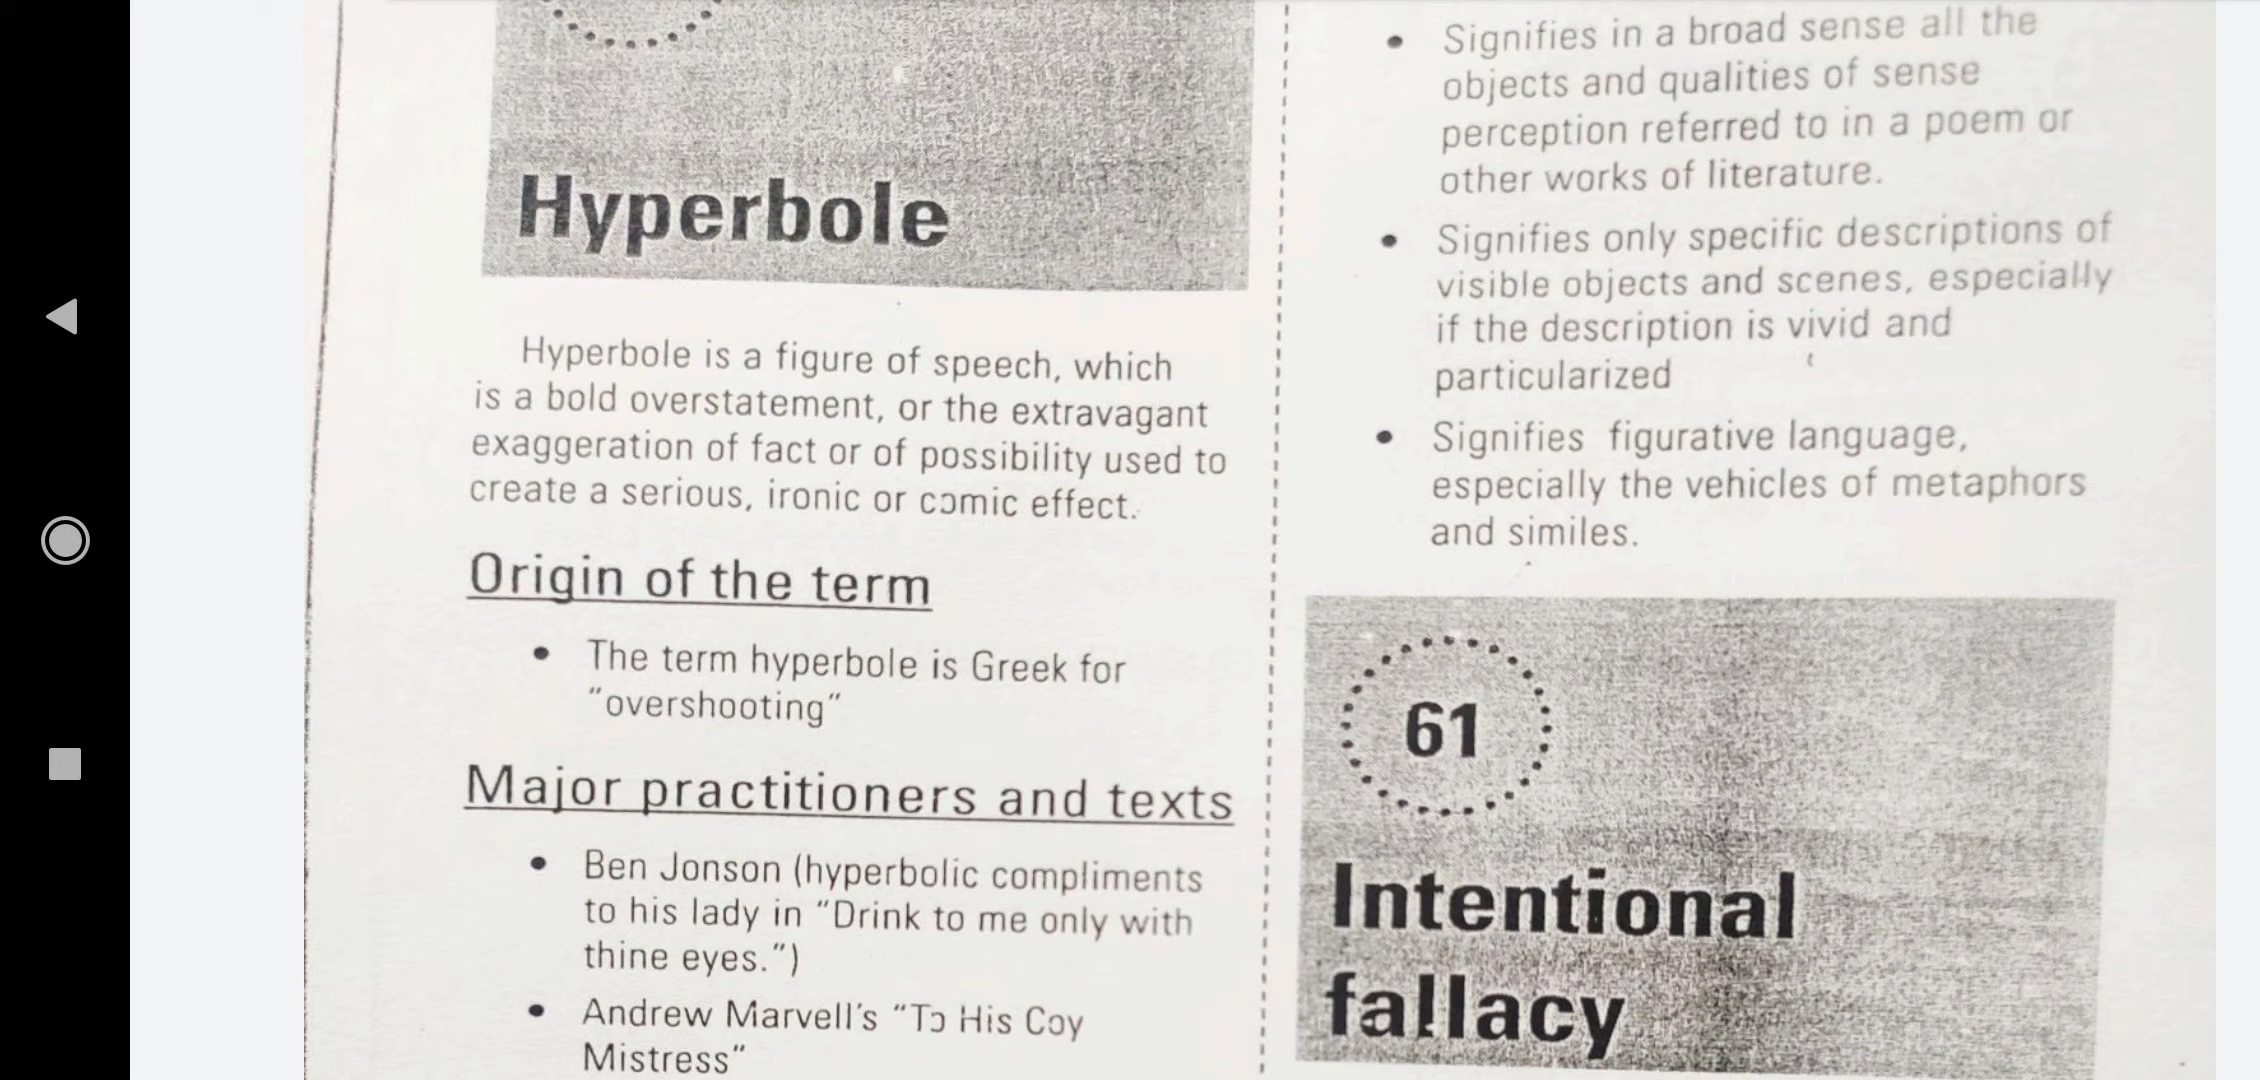 Hyperbole
Hyperbole is a figure of speech, which
is a bold overstatement, or the extravagant
exaggeration of fact or of possibility used to
create a serious, ironic or comic effect.
Origin of the term
• The term hyperbole is Greek for
"overshooting"
Major practitioners and texts
• Ben Jonson (hyperbolic compliments
to his lady in "Drink to me only with
thine eyes.")
• Andrew Marvell's "To His Coy
Mistress"
• Signifies in a broad sense all the
objects and qualities of sense
perception referred to in a poem or
other works of literature.
• Signifies only specific descriptions of
visible objects and scenes, especially
if the description is vivid and
particularized
• Signifies figurative language,
especially the vehicles of metaphors
and similes.
61
Intentional
fallacy